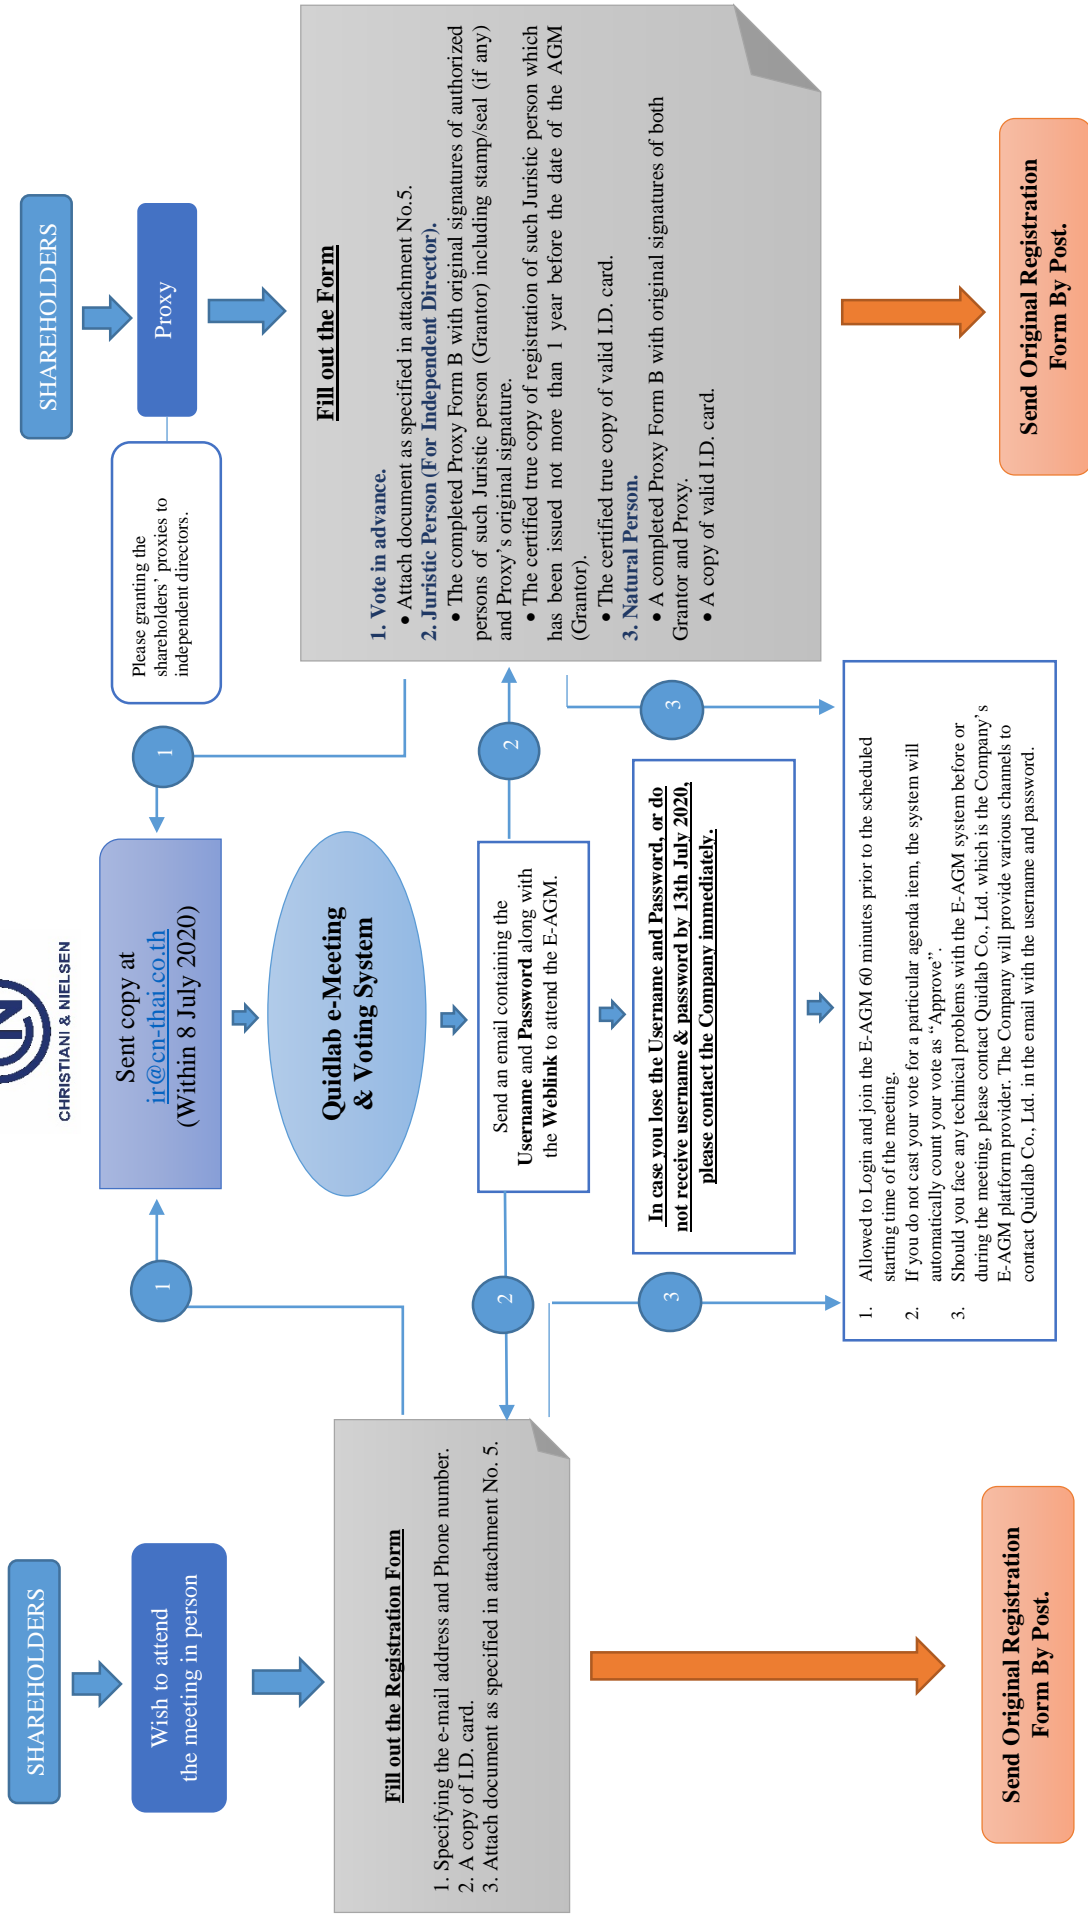 N
CHRISTIANI & NIELSEN
SHAREHOLDERS
Wish to attend
the meeting in person
Fill out the Registration Form
1. Specifying the e-mail address and Phone number.
2. A copy of I.D. card.
3. Attach document as specified in attachment No. 5.
Send Original Registration
Form By Post.
1
2
3
Sent copy at
ir@cn-thai.co.th
(Within 8 July 2020)
Quidlab e-Meeting
& Voting System
Send an email containing the
Username and Password along with
the Weblink to attend the E-AGM.
In case you lose the Username and Password, or do
not receive username & password by 13th July 2020,
please contact the Company immediately.
1. Allowed to Login and join the E-AGM 60 minutes prior to the scheduled
starting time of the meeting.
2. If you do not cast your vote for a particular agenda item, the system will
automatically count your vote as “Approve”.
3. Should you face any technical problems with the E-AGM system before or
during the meeting, please contact Quidlab Co., Ltd. which is the Company’s
E-AGM platform provider. The Company will provide various channels to
contact Quidlab Co., Ltd. in the email with the username and password.
1
2
3
SHAREHOLDERS
Proxy
Please granting the
shareholders’ proxies to
independent directors.
Fill out the Form
1. Vote in advance.
• Attach document as specified in attachment No.5.
2. Juristic Person (For Independent Director).
• The completed Proxy Form B with original signatures of authorized
persons of such Juristic person (Grantor) including stamp/seal (if any)
and Proxy’s original signature.
• The certified true copy of registration of such Juristic person which
has been issued not more than 1 year before the date of the AGM
(Grantor).
• The certified true copy of valid I.D. card.
3. Natural Person.
• A completed Proxy Form B with original signatures of both
Grantor and Proxy.
• A copy of valid I.D. card.
Send Original Registration
Form By Post.